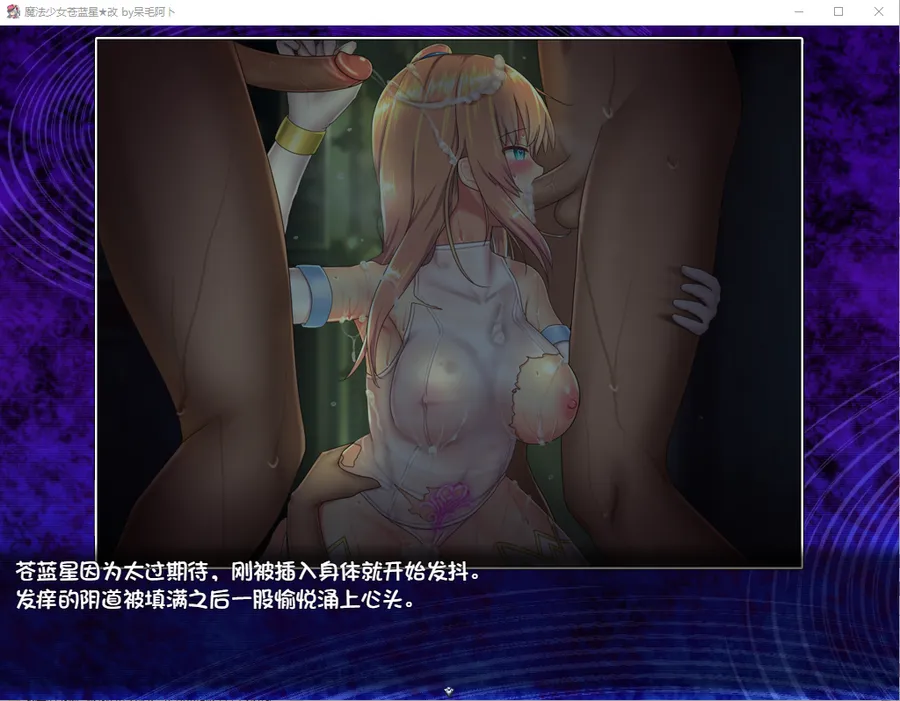 魔法少女苍蓝星★改 by呆毛阿卜
苍蓝星因为太过期待，刚被插入身体就开始发抖。
发痒的阴道被填满之后一股愉悦涌上心头。